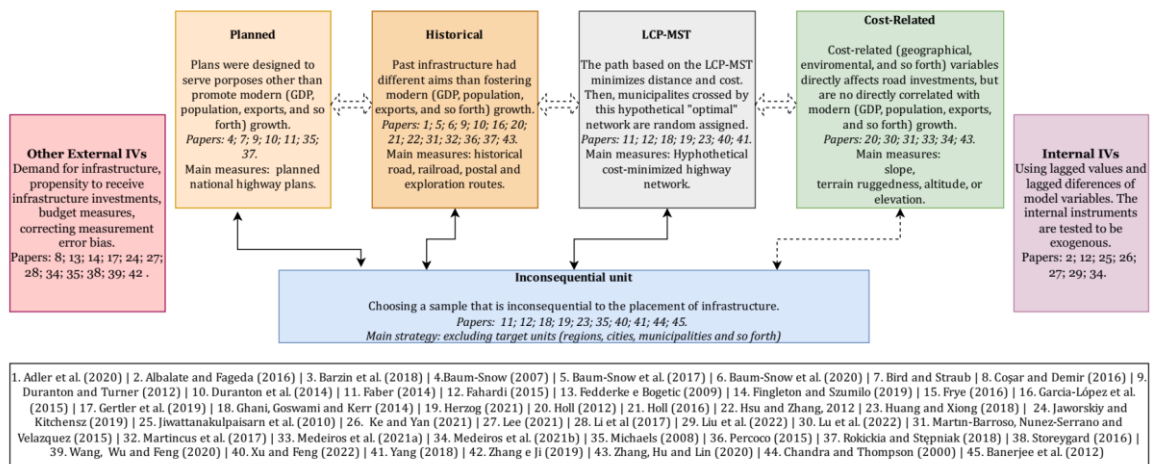 Planned
Plans were designed to
serve porposes other than
promote modern (GDP,
population, exports, and so
forth) growth.
Papers: 4; 7; 9; 10; 11; 35;
37.
Main measures: planned
national highway plans.
Historical
Past infrastructure had
different aims than fostering
modern (GDP, population,
exports, and so forth) growth.
Papers: 1; 5; 6; 9; 10; 16; 20;
21; 22; 31; 32; 36; 37; 43.
Main measures: historical
road, railroad, postal and
exploration routes.
LCP-MST
The path based on the LCP-MST
minimizes distance and cost.
Then, municipalites crossed by
this hypothetical "optimal"
network are random assigned.
Papers: 11; 12; 18; 19; 23; 40; 41.
Main measures: Hyphothetical
cost-minimized highway
network.
Cost-Related
Cost-related (geographical,
enviromental, and so forth) variables
directly affects road investments, but
are no directly correlated with
modern (GDP, population, exports,
and so forth) growth.
Papers: 20; 30; 31; 33; 34; 43.
Main measures:
slope,
terrain ruggedness, altitude, or
elevation.
Other External IVs
Demand for infrastructure,
propensity to receive
infrastructure investments,
budget measures,
correcting measurement
error bias.
Papers: 8; 13; 14; 17; 24; 27;
28; 34; 35; 38; 39; 42 .
Internal IVs
Using lagged values and
lagged diferences of
model variables. The
internal instruments
are tested to be
exogenous.
Papers: 2; 12; 25; 26;
27; 29; 34.
Inconsequential unit
Choosing a sample that is inconsequential to the placement of infrastructure.
Papers: 11; 12; 18; 19; 23; 35; 40; 41; 44; 45.
Main strategy: excluding target units (regions, cities, municipalities and so forth)
1. Adler et al. (2020) | 2. Albalate and Fageda (2016) | 3. Barzin et al. (2018) | 4.Baum-Snow (2007) | 5. Baum-Snow et al. (2017) | 6. Baum-Snow et al. (2020) | 7. Bird and Straub | 8. Coşar and Demir (2016) | 9.
Duranton and Turner (2012) | 10. Duranton et al. (2014) | 11. Faber (2014) | 12. Fahardi (2015) | 13. Fedderke e Bogetic (2009) | 14. Fingleton and Szumilo (2019) | 15. Frye (2016) | 16. Garcia-López et al.
(2015) | 17. Gertler et al. (2019) | 18. Ghani, Goswami and Kerr (2014) | 19. Herzog (2021) | 20. Holl (2012) | 21. Holl (2016) | 22. Hsu and Zhang, 2012 | 23. Huang and Xiong (2018) | 24. Jaworskiy and
Kitchensz (2019) | 25. Jiwattanakulpaisarn et al. (2010) | 26. Ke and Yan (2021) | 27. Lee (2021) | 28. Li et al (2017) | 29. Liu et al. (2022) | 30. Lu et al. (2022) | 31. Martın-Barroso, Nunez-Serrano and
Velazquez (2015) | 32. Martincus et al. (2017) | 33. Medeiros et al. (2021a) | 34. Medeiros et al. (2021b) | 35. Michaels (2008) | 36. Percoco (2015) | 37. Rokickia and Stępniak (2018) | 38. Storeygard (2016) |
39. Wang, Wu and Feng (2020) | 40. Xu and Feng (2022) | 41. Yang (2018) | 42. Zhang e Ji (2019) | 43. Zhang, Hu and Lin (2020) | 44. Chandra and Thompson (2000) | 45. Banerjee et al. (2012)